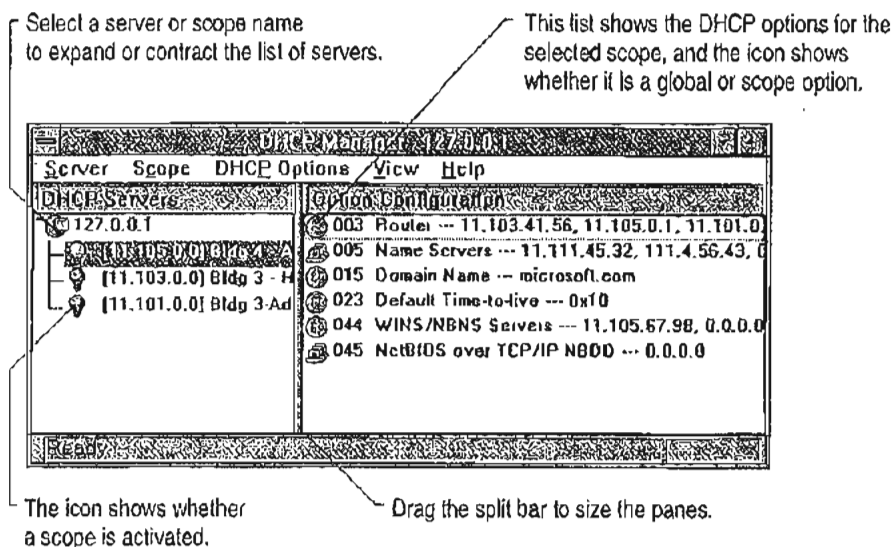 Select a server or scope name
to expand or contract the list of servers.
This list shows the DHCP options for the
selected scope, and the icon shows
whether it is a global or scope option.
DHCP Manager - 127.0.0.1
Server Scope DHCP Options View Help
DHCP Servers
Option Configuration
127.0.0.1
[11.105.0.0] Bldg
[11.103.0.0] Bldg 3 - H
[11.101.0.0] Bldg 3-Ad
003 Router --- 11.103.41.56, 11.105.0.1, 11.101.0.
005 Name Servers --- 11.111.45.32, 111.4.56.43,
015 Domain Name --- microsoft.com
023 Default Time-to-live --- 0x10
044 WINS/NBNS Servers --- 11.105.67.98, 0.0.0.0
045 NetBIOS over TCP/IP NBDD --- 0.0.0.0
Ready
The icon shows whether
a scope is activated.
Drag the split bar to size the panes.